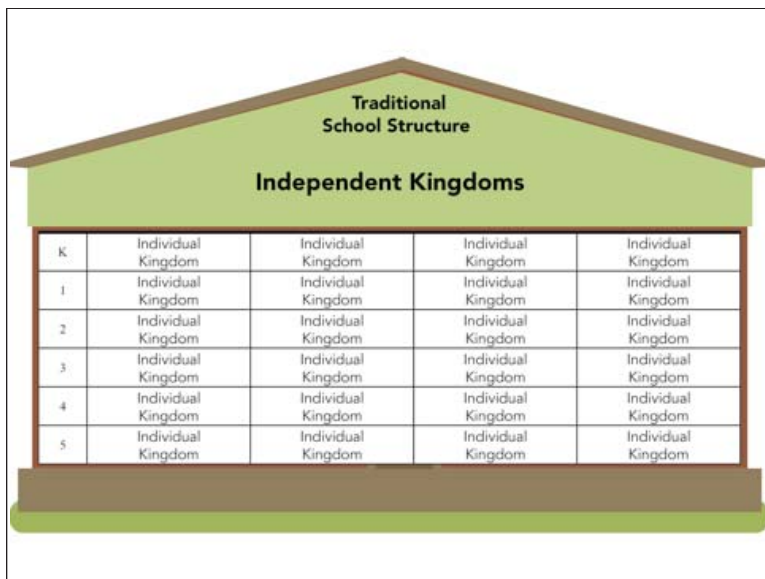 Traditional
School Structure
Independent Kingdoms
K Individual Kingdom Individual Kingdom Individual Kingdom Individual Kingdom
1 Individual Kingdom Individual Kingdom Individual Kingdom Individual Kingdom
2 Individual Kingdom Individual Kingdom Individual Kingdom Individual Kingdom
3 Individual Kingdom Individual Kingdom Individual Kingdom Individual Kingdom
4 Individual Kingdom Individual Kingdom Individual Kingdom Individual Kingdom
5 Individual Kingdom Individual Kingdom Individual Kingdom Individual Kingdom